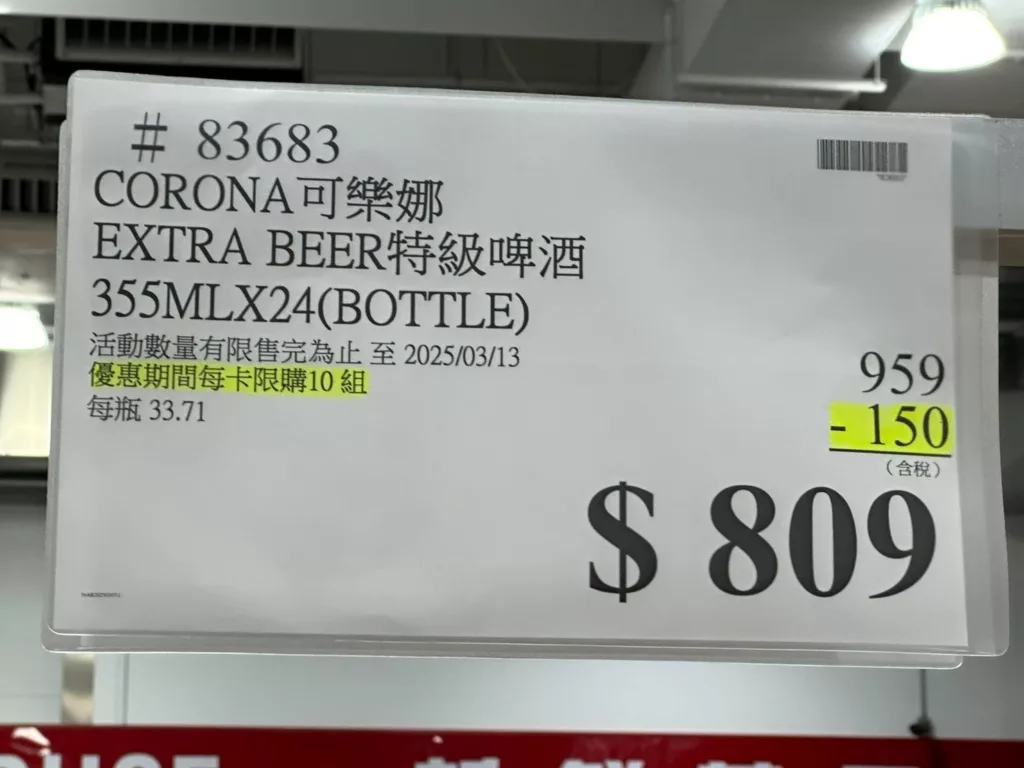 # 83683
CORONA可樂娜
EXTRA BEER特級啤酒
355MLX24(BOTTLE)
活動數量有限售完為止 至 2025/03/13
優惠期間每卡限購10 組
每瓶 33.71
959
- 150
(含稅)
$ 809